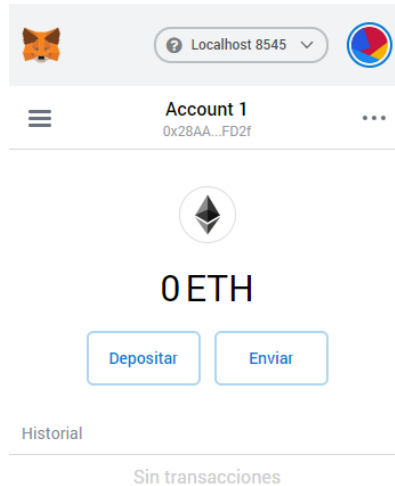 Localhost 8545
Account 1
0x28AA...FD2f
0 ETH
Depositar
Enviar
Historial
Sin transacciones